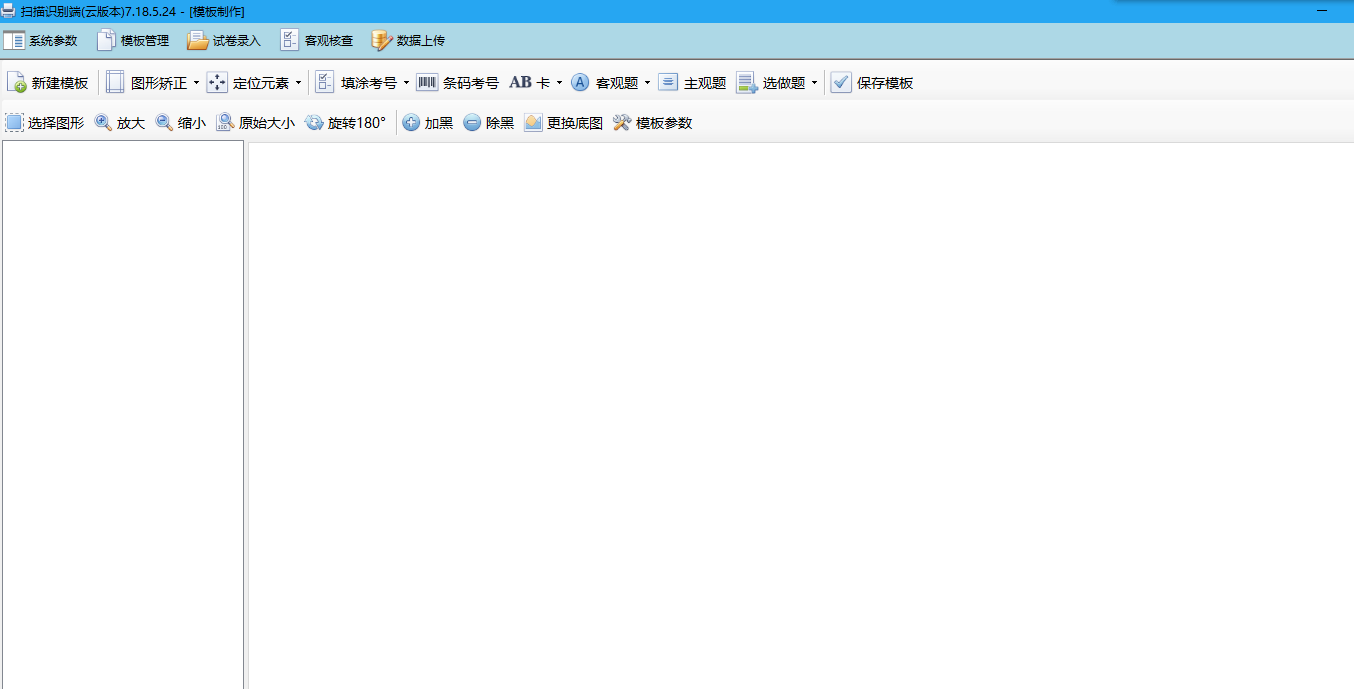 扫描识别端(云版本)7.18.5.24 - [模板制作]
系统参数 模板管理 试卷录入 客观核查 数据上传
新建模板 图形矫正 定位元素 填涂考号 条码考号 AB 卡 A 客观题 主观题 选做题 保存模板
选择图形 放大 缩小 100 原始大小 旋转180° 加黑 除黑 更换底图 模板参数